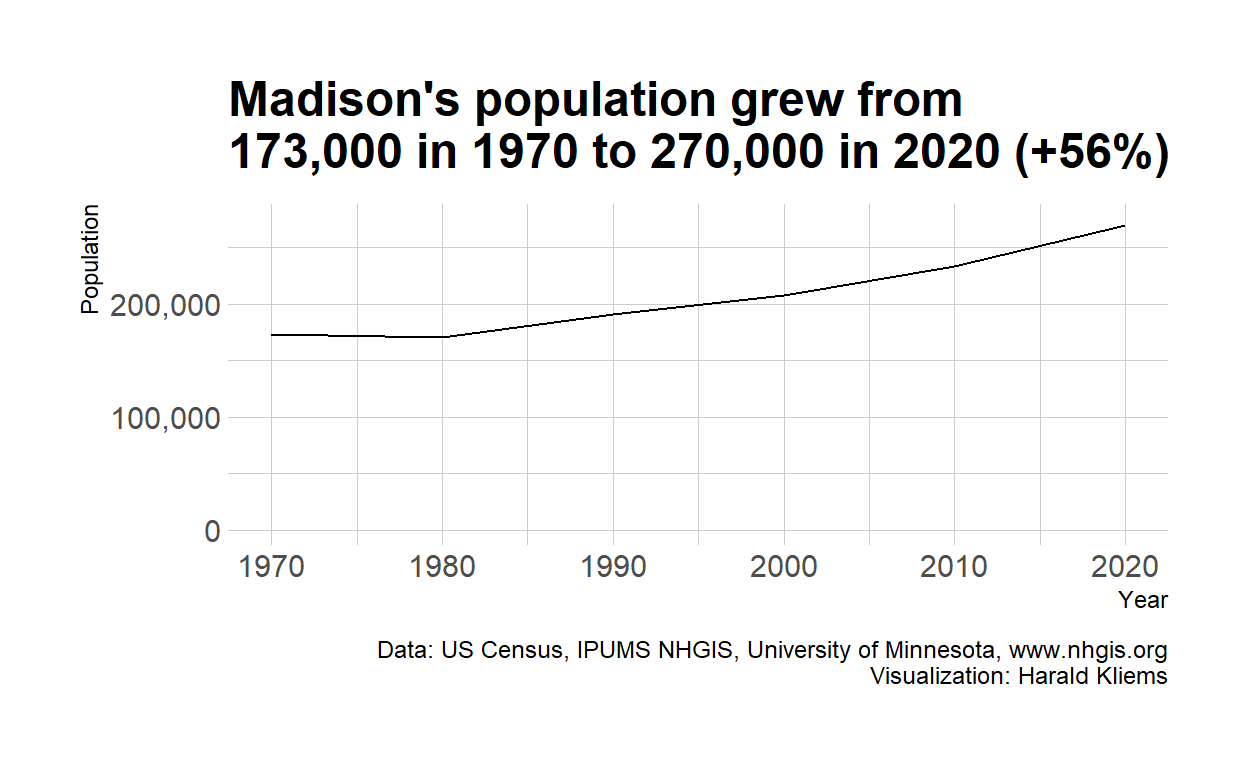 Madison's population grew from
173,000 in 1970 to 270,000 in 2020 (+56%)
Population
200,000
100,000
0
1970 1980 1990 2000 2010 2020
Year
Data: US Census, IPUMS NHGIS, University of Minnesota, www.nhgis.org
Visualization: Harald Kliems